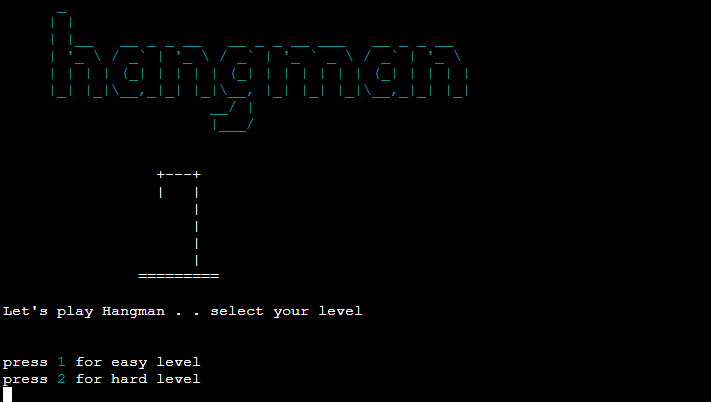 hangman
Let's play Hangman . . select your level
press 1 for easy level
press 2 for hard level